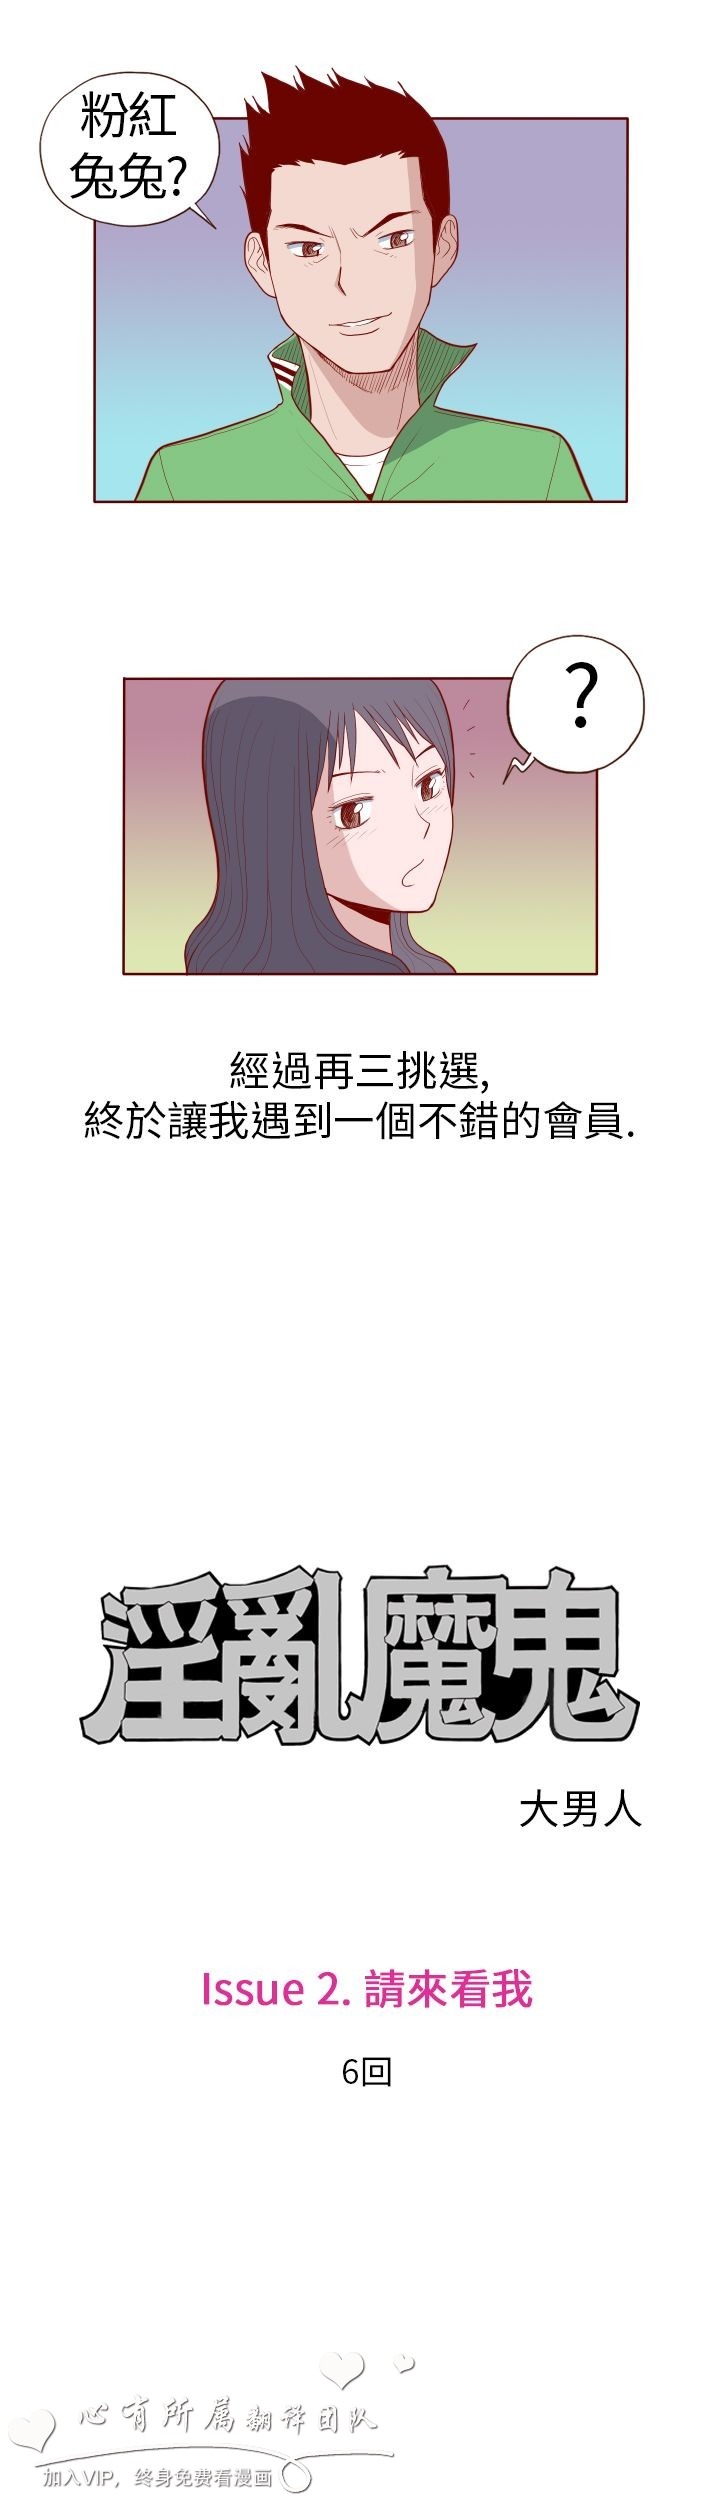 粉紅
兔兔?
?
經過再三挑選,
終於讓我遇到一個不錯的會員.
淫亂魔鬼
大男人
Issue 2. 請來看我
6回
心有所属翻译团队
加入VIP，终身免费看漫画